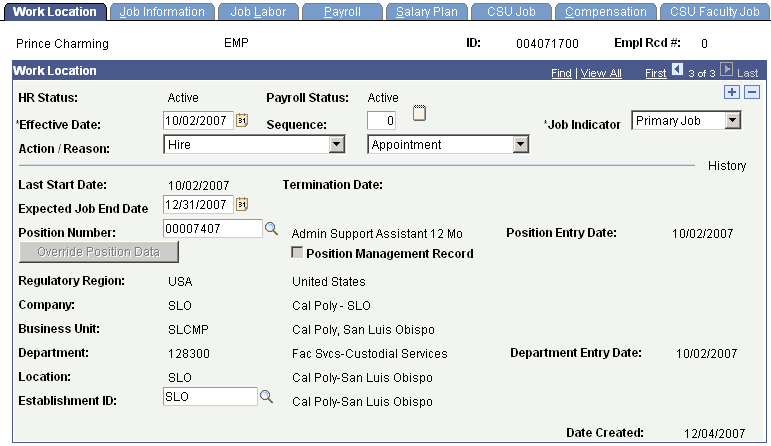 Work Location Job Information Job Labor Payroll Salary Plan CSU Job Compensation CSU Faculty Job
Prince Charming EMP ID: 004071700 Empl Rcd #: 0
Work Location Find | View All First 3 of 3 Last
HR Status: Active Payroll Status: Active
*Effective Date: 10/02/2007 31 Sequence: 0 *Job Indicator Primary Job
Action / Reason: Hire Appointment
History
Last Start Date: 10/02/2007 Termination Date:
Expected Job End Date 12/31/2007 31
Position Number: 00007407 Admin Support Assistant 12 Mo Position Entry Date: 10/02/2007
Override Position Data Position Management Record
Regulatory Region: USA United States
Company: SLO Cal Poly - SLO
Business Unit: SLCMP Cal Poly, San Luis Obispo
Department: 128300 Fac Svcs-Custodial Services Department Entry Date: 10/02/2007
Location: SLO Cal Poly-San Luis Obispo
Establishment ID: SLO Cal Poly-San Luis Obispo
Date Created: 12/04/2007